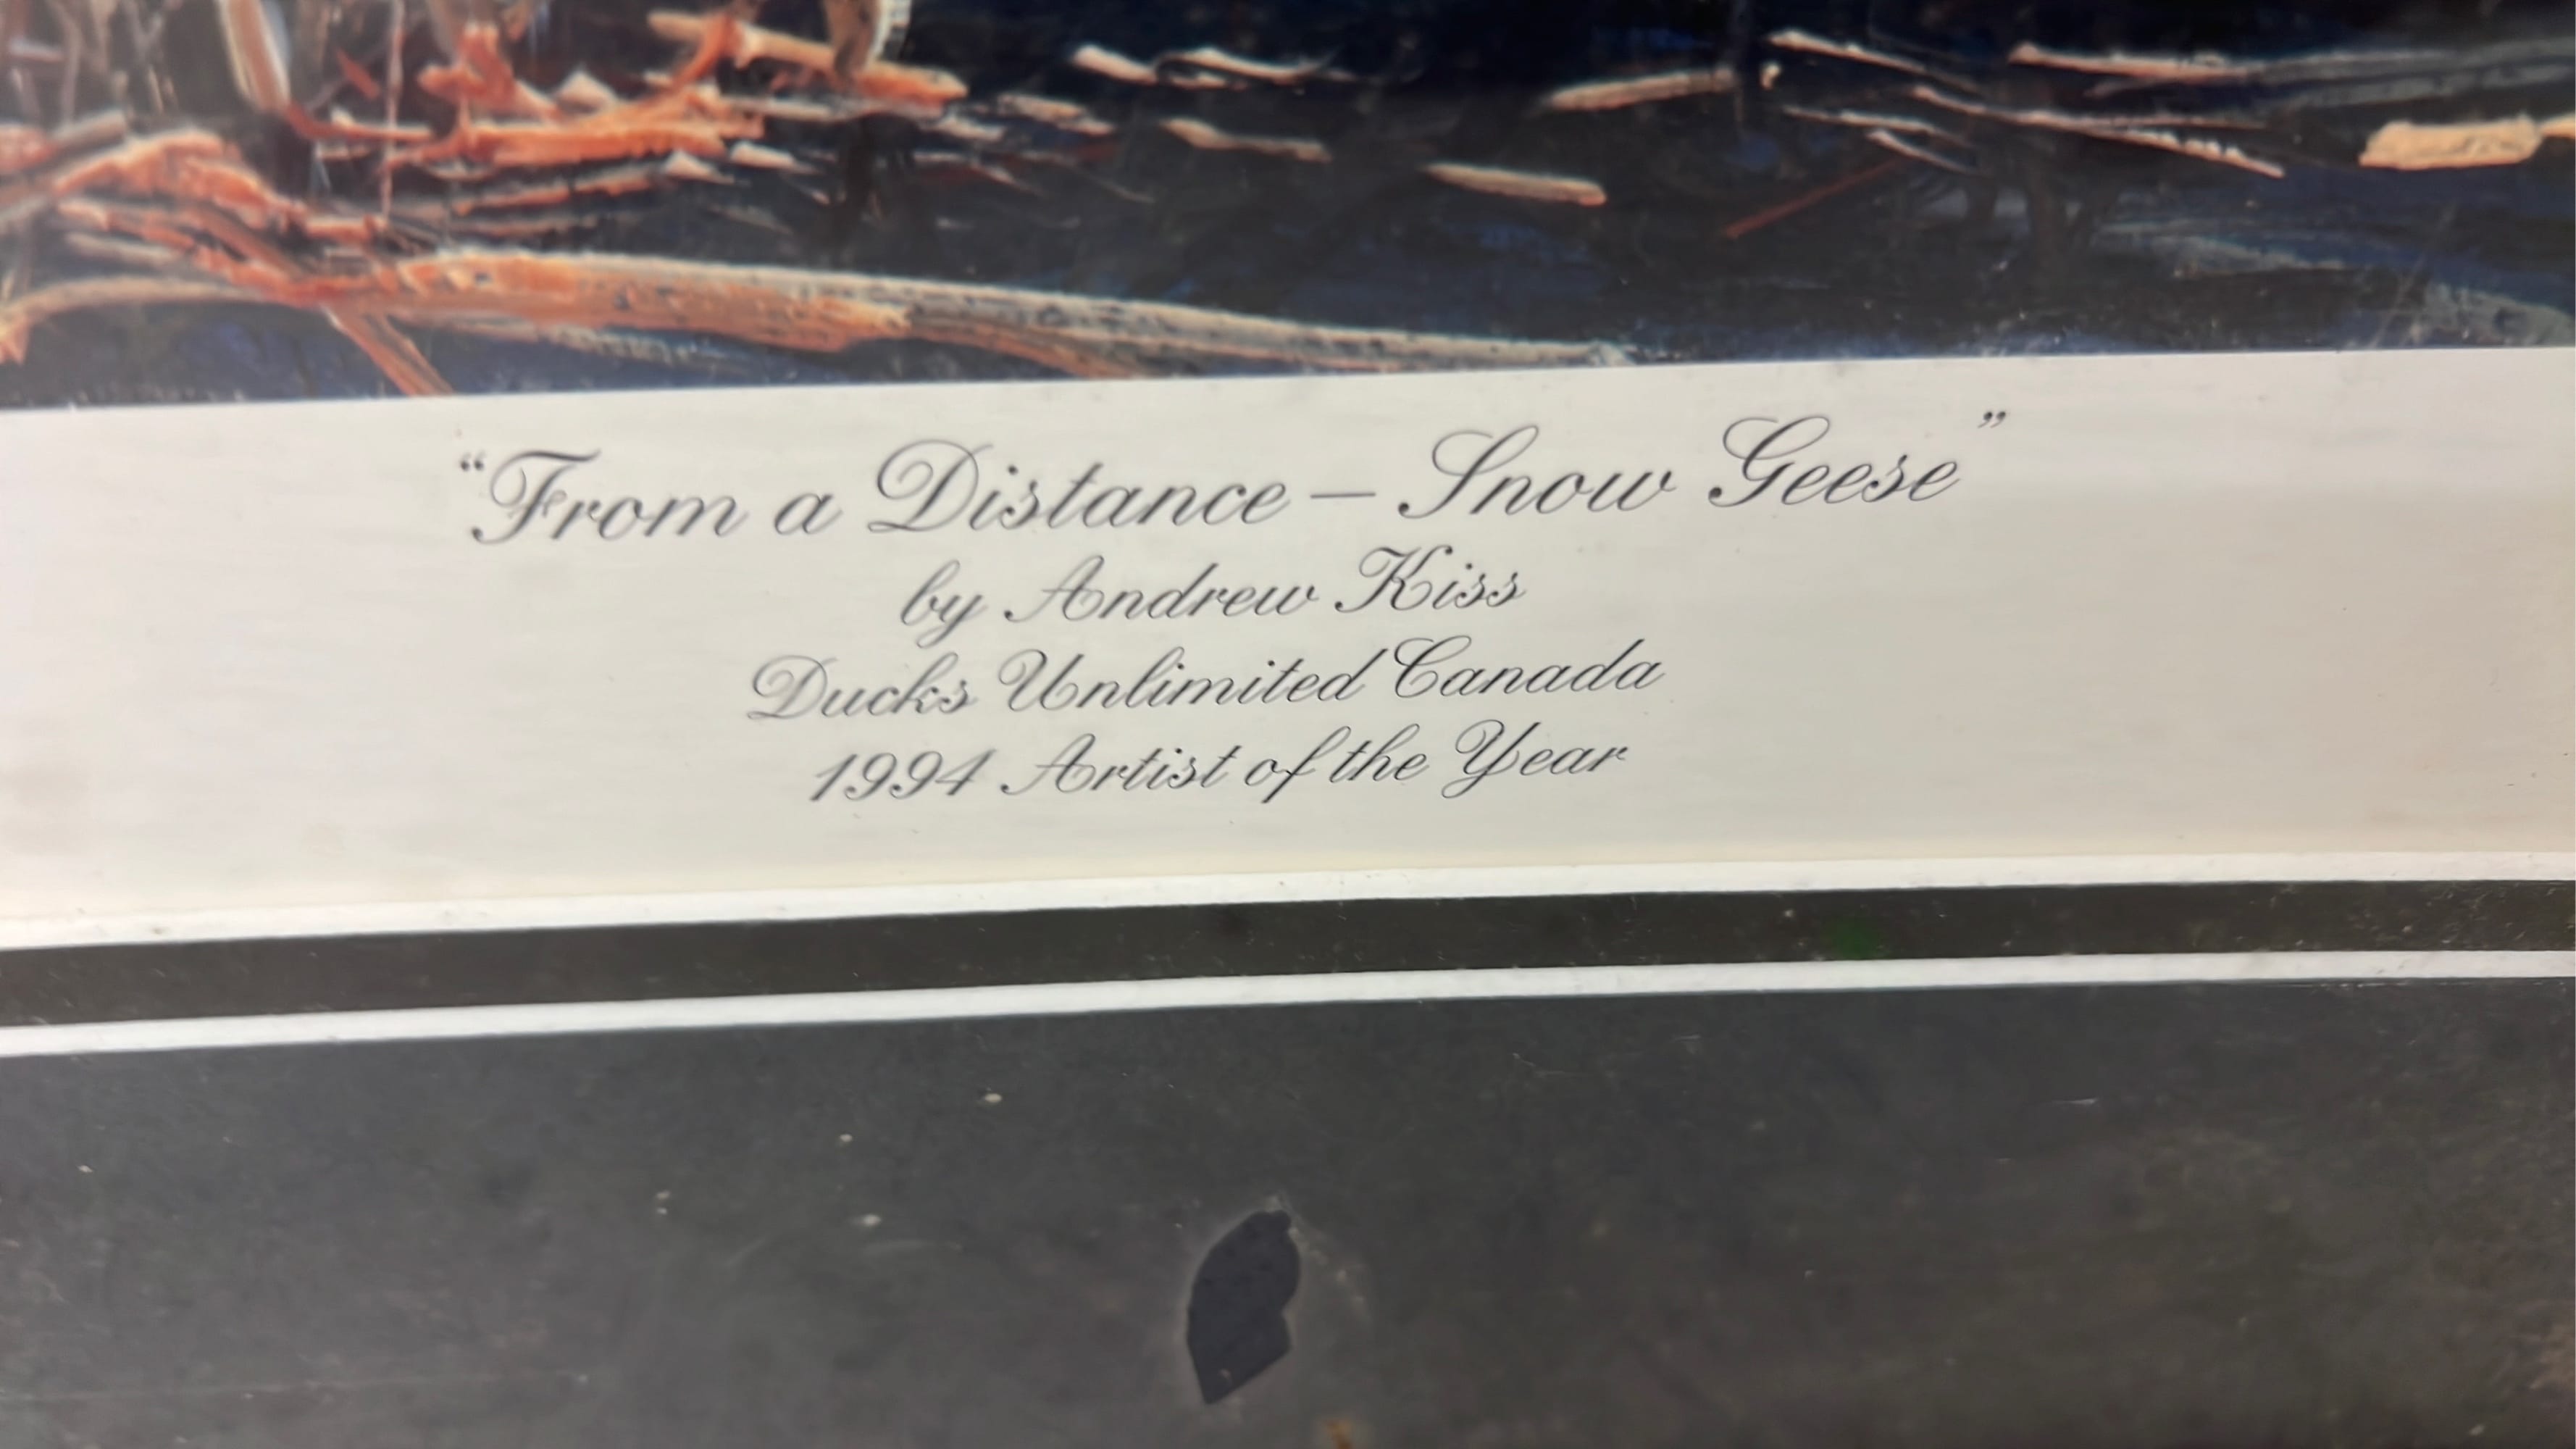 “From a Distance – Snow Geese”
by Andrew Kiss
Ducks Unlimited Canada
1994 Artist of the Year